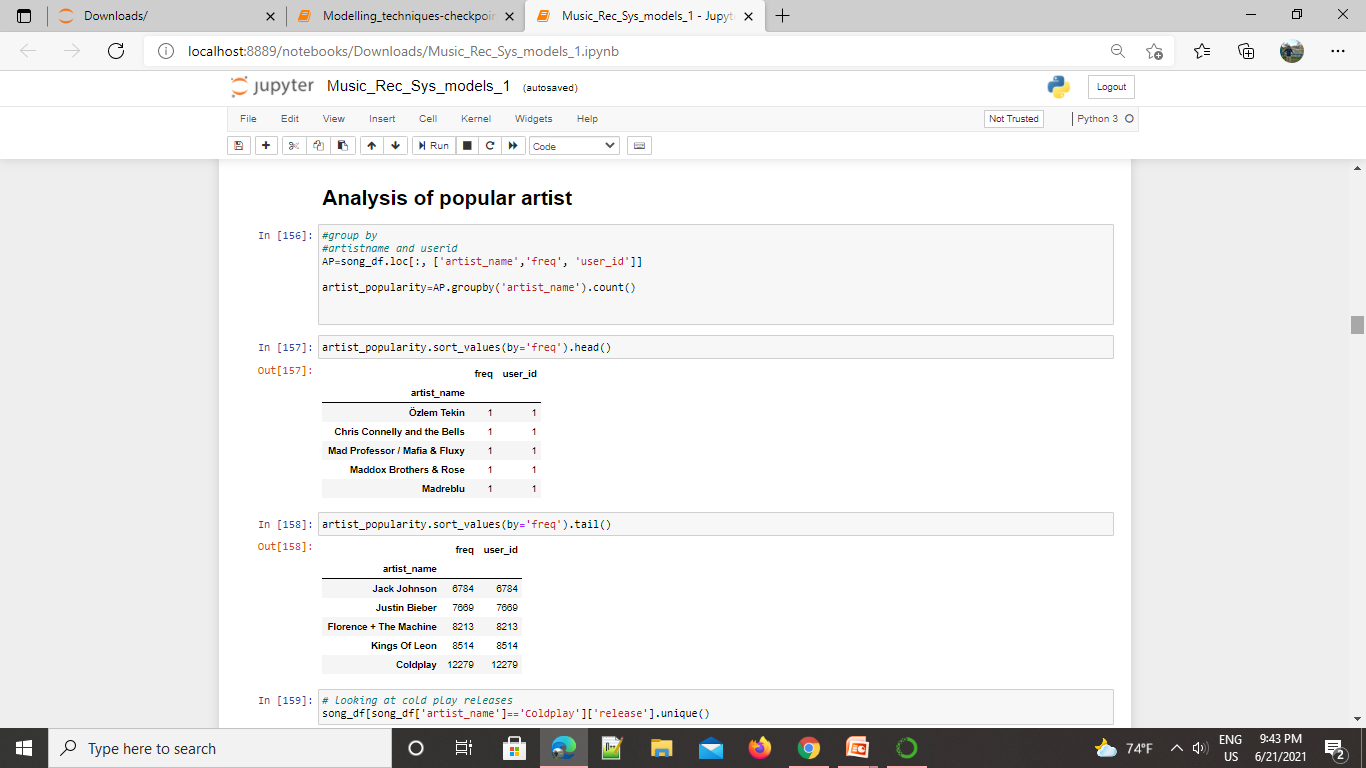 Downloads/
Modelling_techniques-checkpoin
Music_Rec_Sys_models_1 - Jupyt
localhost:8889/notebooks/Downloads/Music_Rec_Sys_models_1.ipynb
jupyter Music_Rec_Sys_models_1 (autosaved)
Logout
File Edit View Insert Cell Kernel Widgets Help
Not Trusted
Python 3
Run
Code
Analysis of popular artist
In [156]:
#group by
#artistname and userid
AP=song_df.loc[:, ['artist_name','freq', 'user_id']]
artist_popularity=AP.groupby('artist_name').count()
In [157]: artist_popularity.sort_values(by='freq').head()
Out[157]:
freq user_id
artist_name
Özlem Tekin 1 1
Chris Connelly and the Bells 1 1
Mad Professor / Mafia & Fluxy 1 1
Maddox Brothers & Rose 1 1
Madreblu 1 1
In [158]: artist_popularity.sort_values(by='freq').tail()
Out[158]:
freq user_id
artist_name
Jack Johnson 6784 6784
Justin Bieber 7669 7669
Florence + The Machine 8213 8213
Kings Of Leon 8514 8514
Coldplay 12279 12279
In [159]: # looking at cold play releases
song_df[song_df['artist_name']=='Coldplay']['release'].unique()
Type here to search
74°F
ENG
US
9:43 PM
6/21/2021
2